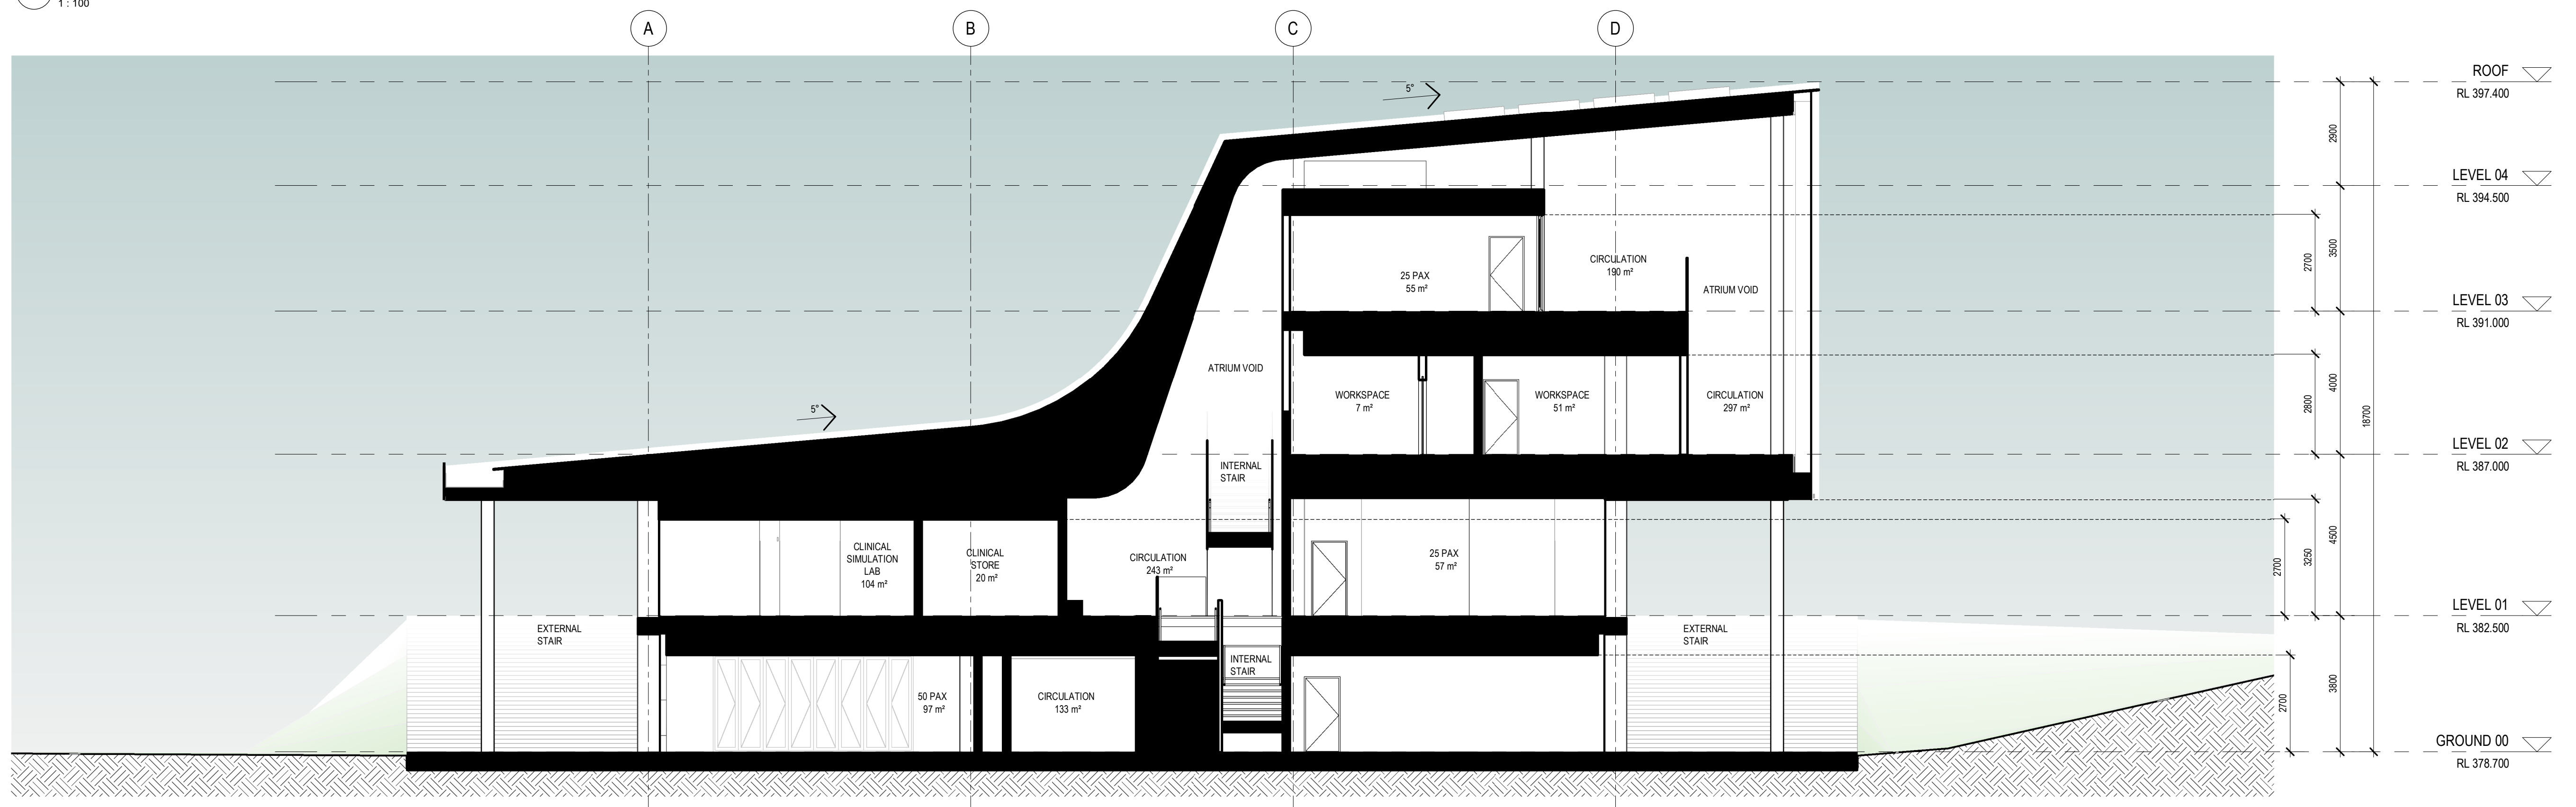 1 : 100
A
B
C
D
5°
ROOF
RL 397.400
2900
LEVEL 04
RL 394.500
2700
3500
CIRCULATION
190 m²
25 PAX
55 m²
ATRIUM VOID
LEVEL 03
RL 391.000
ATRIUM VOID
WORKSPACE
7 m²
WORKSPACE
51 m²
CIRCULATION
297 m²
2800
4000
18700
5°
LEVEL 02
RL 387.000
INTERNAL
STAIR
CLINICAL
SIMULATION
LAB
104 m²
CLINICAL
STORE
20 m²
CIRCULATION
243 m²
25 PAX
57 m²
2700
3250
4500
LEVEL 01
RL 382.500
EXTERNAL
STAIR
EXTERNAL
STAIR
INTERNAL
STAIR
50 PAX
97 m²
CIRCULATION
133 m²
2700
3800
GROUND 00
RL 378.700